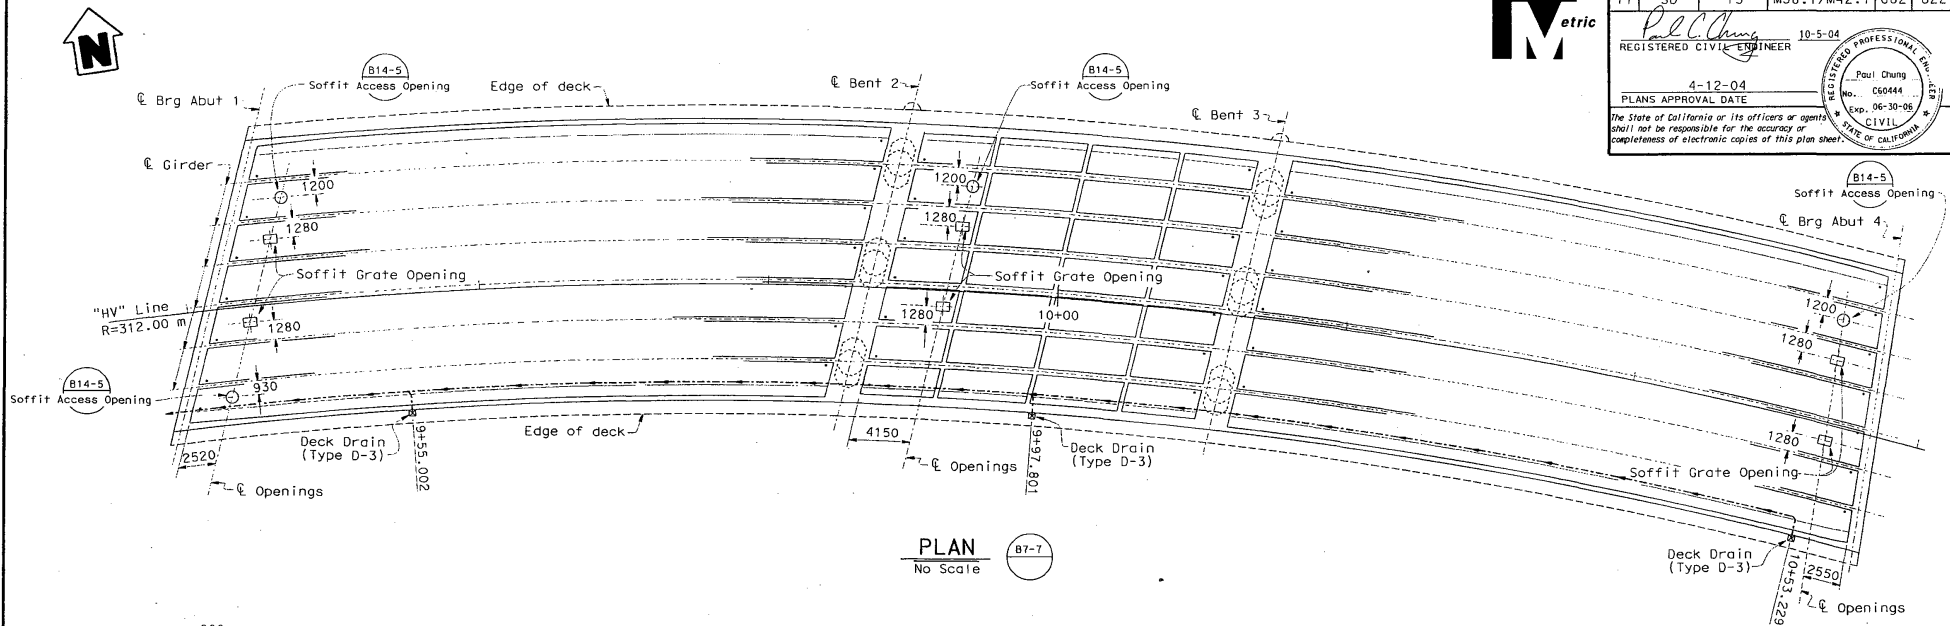 N
Metric
10-5-04
REGISTERED CIVIL ENGINEER
4-12-04
PLANS APPROVAL DATE
The State of California or its officers or agents
shall not be responsible for the accuracy or
completeness of electronic copies of this plan sheet.
REGISTERED PROFESSIONAL ENGINEER
Paul Chung
No. C60444
Exp. 06-30-06
CIVIL
STATE OF CALIFORNIA
B14-5
Soffit Access Opening
Edge of deck
℄ Bent 2
B14-5
Soffit Access Opening
℄ Brg Abut 1
℄ Bent 3
℄ Girder
B14-5
Soffit Access Opening
℄ Brg Abut 4
1200
1280
1200
1280
Soffit Grate Opening
Soffit Grate Opening
"HV" Line
R=312.00 m
1280
1280
10+00
1200
1280
B14-5
Soffit Access Opening
930
1280
Soffit Grate Opening
2520
℄ Openings
Deck Drain
(Type D-3)
9+55.002
Edge of deck
4150
℄ Openings
9+97.801
Deck Drain
(Type D-3)
PLAN
No Scale
B7-7
Deck Drain
(Type D-3)
10+53.229
2550
℄ Openings